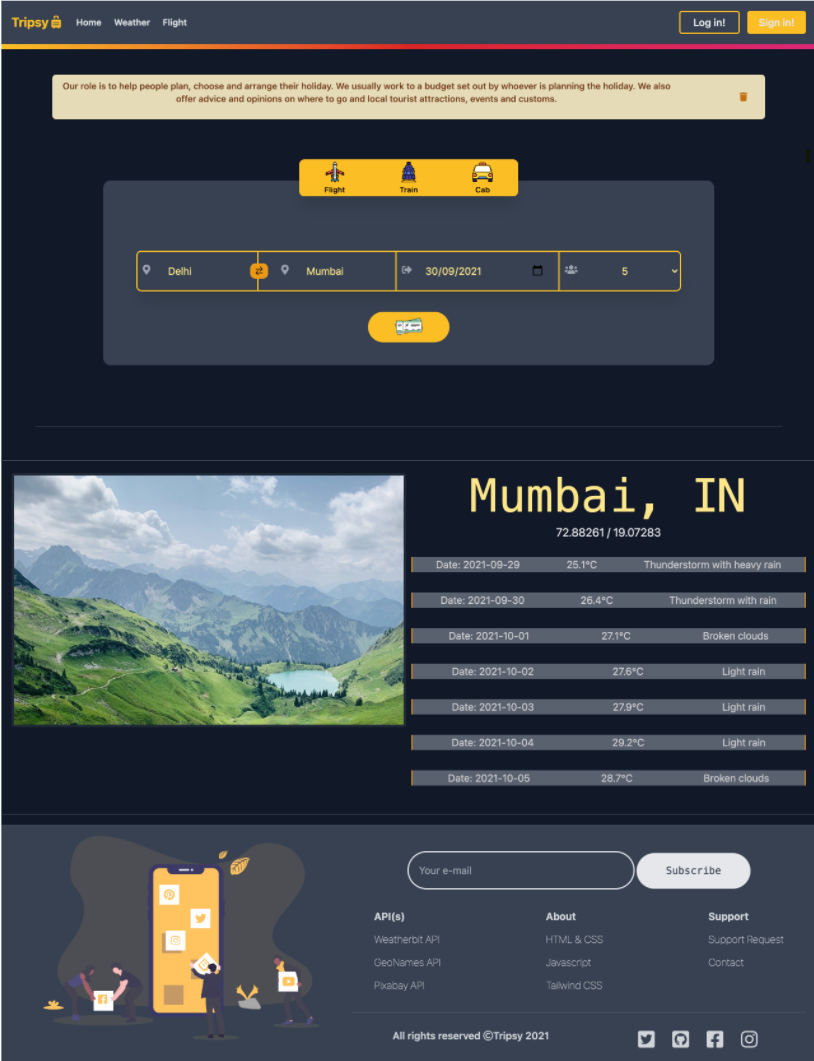 Tripsy Home Weather Flight Log in! Sign in!
Our role is to help people plan, choose and arrange their holiday. We usually work to a budget set out by whoever is planning the holiday. We also
offer advice and opinions on where to go and local tourist attractions, events and customs.
Flight Train Cab
Delhi Mumbai 30/09/2021 5
Mumbai, IN
72.88261 / 19.07283
Date: 2021-09-29 25.1°C Thunderstorm with heavy rain
Date: 2021-09-30 26.4°C Thunderstorm with rain
Date: 2021-10-01 27.1°C Broken clouds
Date: 2021-10-02 27.6°C Light rain
Date: 2021-10-03 27.9°C Light rain
Date: 2021-10-04 29.2°C Light rain
Date: 2021-10-05 28.7°C Broken clouds
Your e-mail Subscribe
API(s) About Support
Weatherbit API HTML & CSS Support Request
GeoNames API Javascript Contact
Pixabay API Tailwind CSS
All rights reserved ©Tripsy 2021